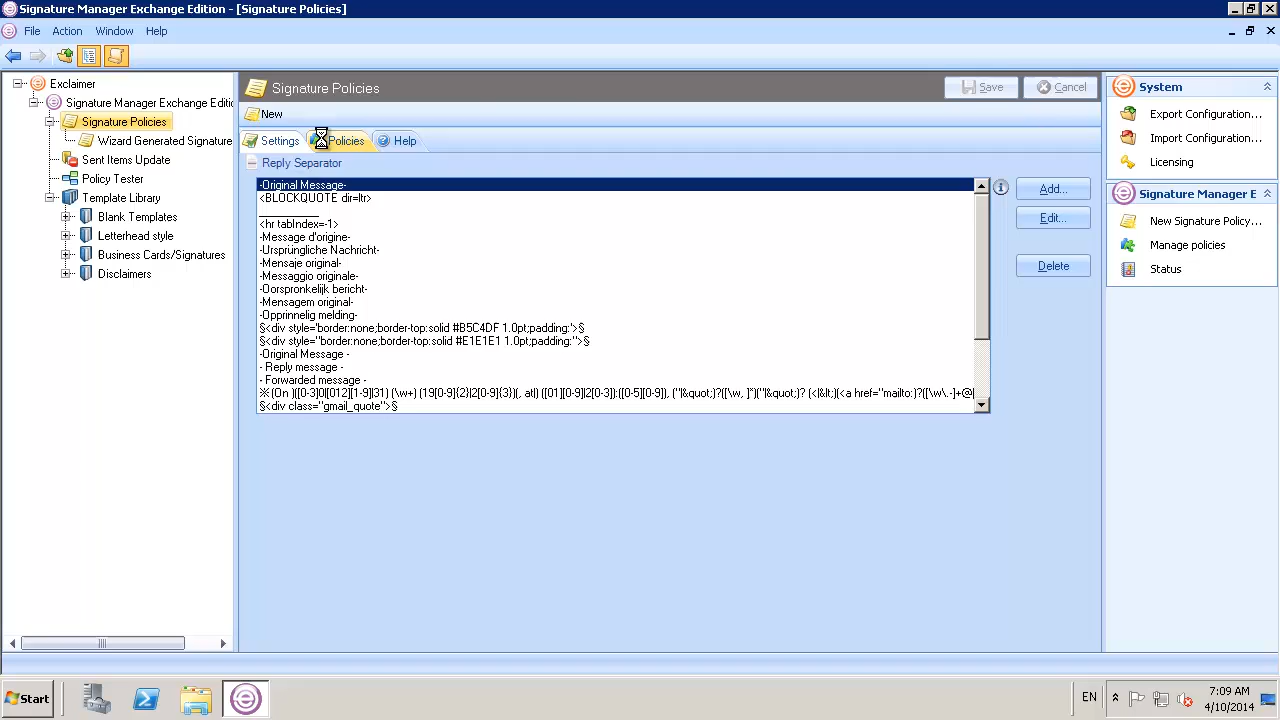 Signature Manager Exchange Edition - [Signature Policies]
File Action Window Help
Exclaimer
Signature Manager Exchange Editi
Signature Policies
Wizard Generated Signature
Sent Items Update
Policy Tester
Template Library
Blank Templates
Letterhead style
Business Cards/Signatures
Disclaimers
Signature Policies
Save
Cancel
New
Settings
Policies
Help
Reply Separator
-Original Message-
<BLOCKQUOTE dir=ltr>
____________
<hr tabIndex=-1>
-Message d'origine-
-Ursprüngliche Nachricht-
-Mensaje original-
-Messaggio originale-
-Oorspronkelijk bericht-
-Mensagem original-
-Opprinnelig melding-
§<div style='border:none;border-top:solid #B5C4DF 1.0pt;padding:'>§
§<div style="border:none;border-top:solid #E1E1E1 1.0pt;padding:">§
-Original Message -
- Reply message -
- Forwarded message -
§<div class="gmail_quote">§
Add...
Edit...
Delete
System
Export Configuration...
Import Configuration...
Licensing
Signature Manager E
New Signature Policy...
Manage policies
Status
Start
EN
7:09 AM
4/10/2014